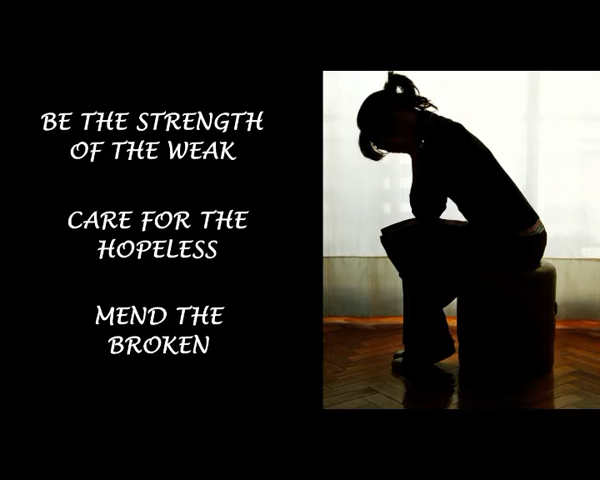 BE THE STRENGTH
OF THE WEAK
CARE FOR THE
HOPELESS
MEND THE
BROKEN